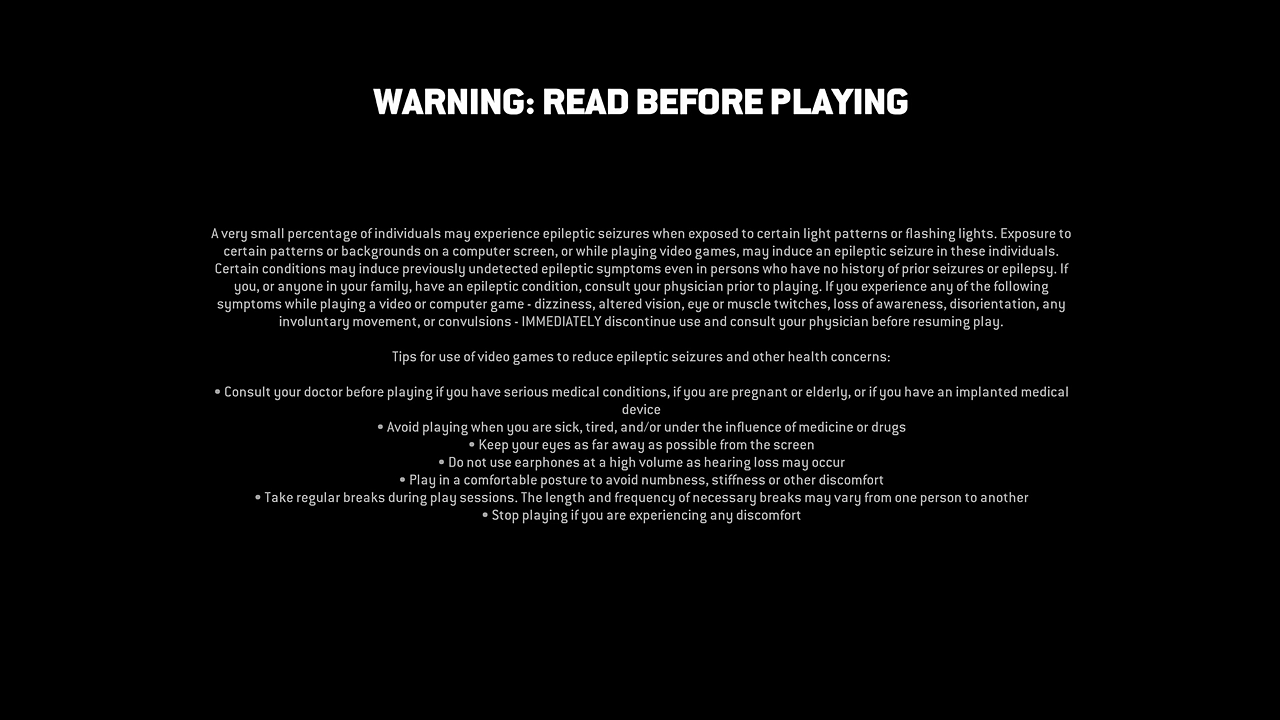 WARNING: READ BEFORE PLAYING
A very small percentage of individuals may experience epileptic seizures when exposed to certain light patterns or flashing lights. Exposure to
certain patterns or backgrounds on a computer screen, or while playing video games, may induce an epileptic seizure in these individuals.
Certain conditions may induce previously undetected epileptic symptoms even in persons who have no history of prior seizures or epilepsy. If
you, or anyone in your family, have an epileptic condition, consult your physician prior to playing. If you experience any of the following
symptoms while playing a video or computer game - dizziness, altered vision, eye or muscle twitches, loss of awareness, disorientation, any
involuntary movement, or convulsions - IMMEDIATELY discontinue use and consult your physician before resuming play.
Tips for use of video games to reduce epileptic seizures and other health concerns:
• Consult your doctor before playing if you have serious medical conditions, if you are pregnant or elderly, or if you have an implanted medical
device
• Avoid playing when you are sick, tired, and/or under the influence of medicine or drugs
• Keep your eyes as far away as possible from the screen
• Do not use earphones at a high volume as hearing loss may occur
• Play in a comfortable posture to avoid numbness, stiffness or other discomfort
• Take regular breaks during play sessions. The length and frequency of necessary breaks may vary from one person to another
• Stop playing if you are experiencing any discomfort